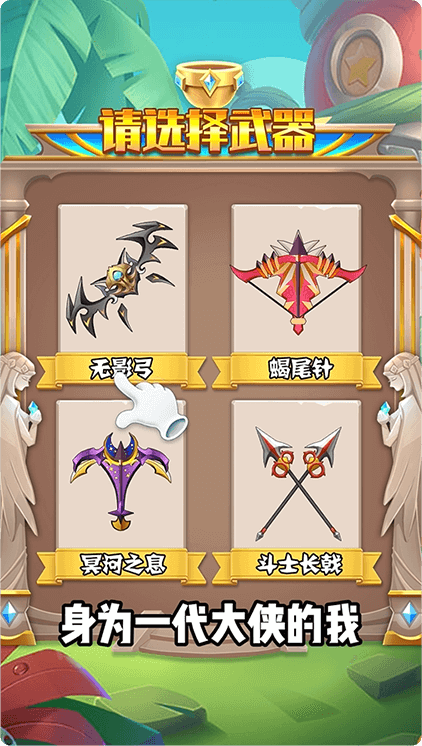 请选择武器
无影弓
蝎尾针
冥河之息
斗士长戟
身为一代大侠的我